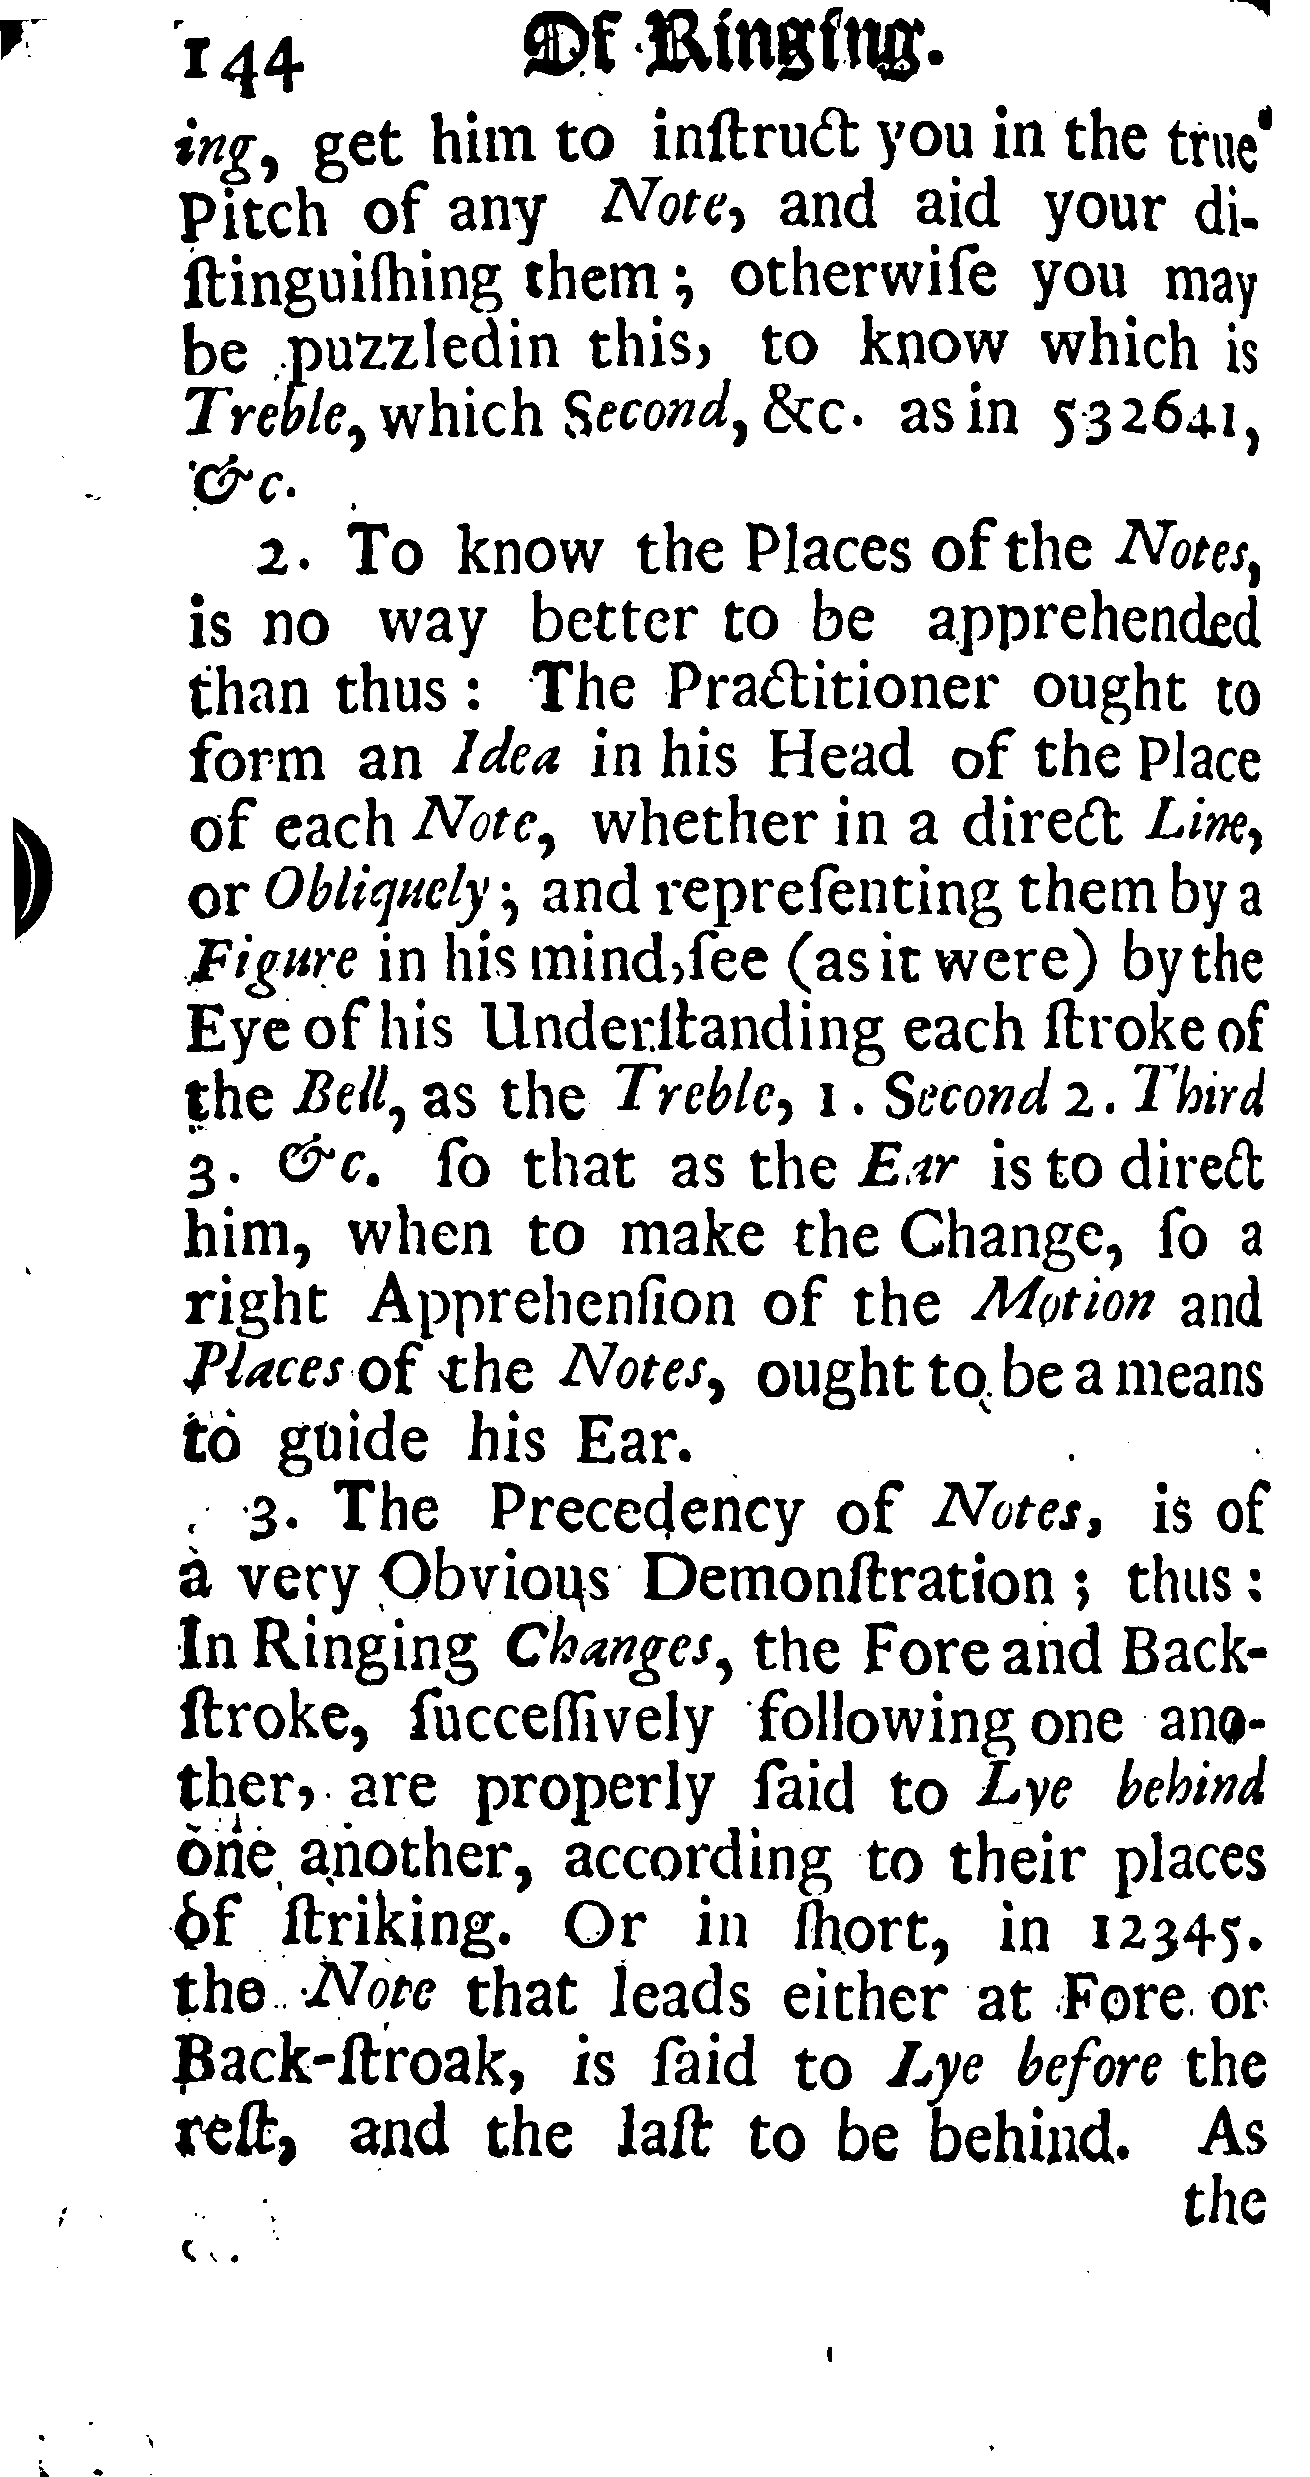 144 Of Ringing.
ing, get him to inſtruct you in the true
Pitch of any Note, and aid your di-
ſtinguiſhing them; otherwiſe you may
be puzzledin this, to know which is
Treble, which Second, &c. as in 532641,
&c.
2. To know the Places of the Notes,
is no way better to be apprehended
than thus: The Practitioner ought to
form an Idea in his Head of the Place
of each Note, whether in a direct Line,
or Obliquely; and repreſenting them by a
Figure in his mind, ſee (as it were) by the
Eye of his Underſtanding each ſtroke of
the Bell, as the Treble, 1. Second 2. Third
3. &c. ſo that as the Ear is to direct
him, when to make the Change, ſo a
right Apprehenſion of the Motion and
Places of the Notes, ought to be a means
to guide his Ear.
3. The Precedency of Notes, is of
a very Obvious Demonſtration; thus:
In Ringing Changes, the Fore and Back-
ſtroke, ſucceſſively following one ano-
ther, are properly ſaid to Lye behind
one another, according to their places
of ſtriking. Or in ſhort, in 12345.
the Note that leads either at Fore or
Back-ſtroak, is ſaid to Lye before the
reſt, and the laſt to be behind. As
the